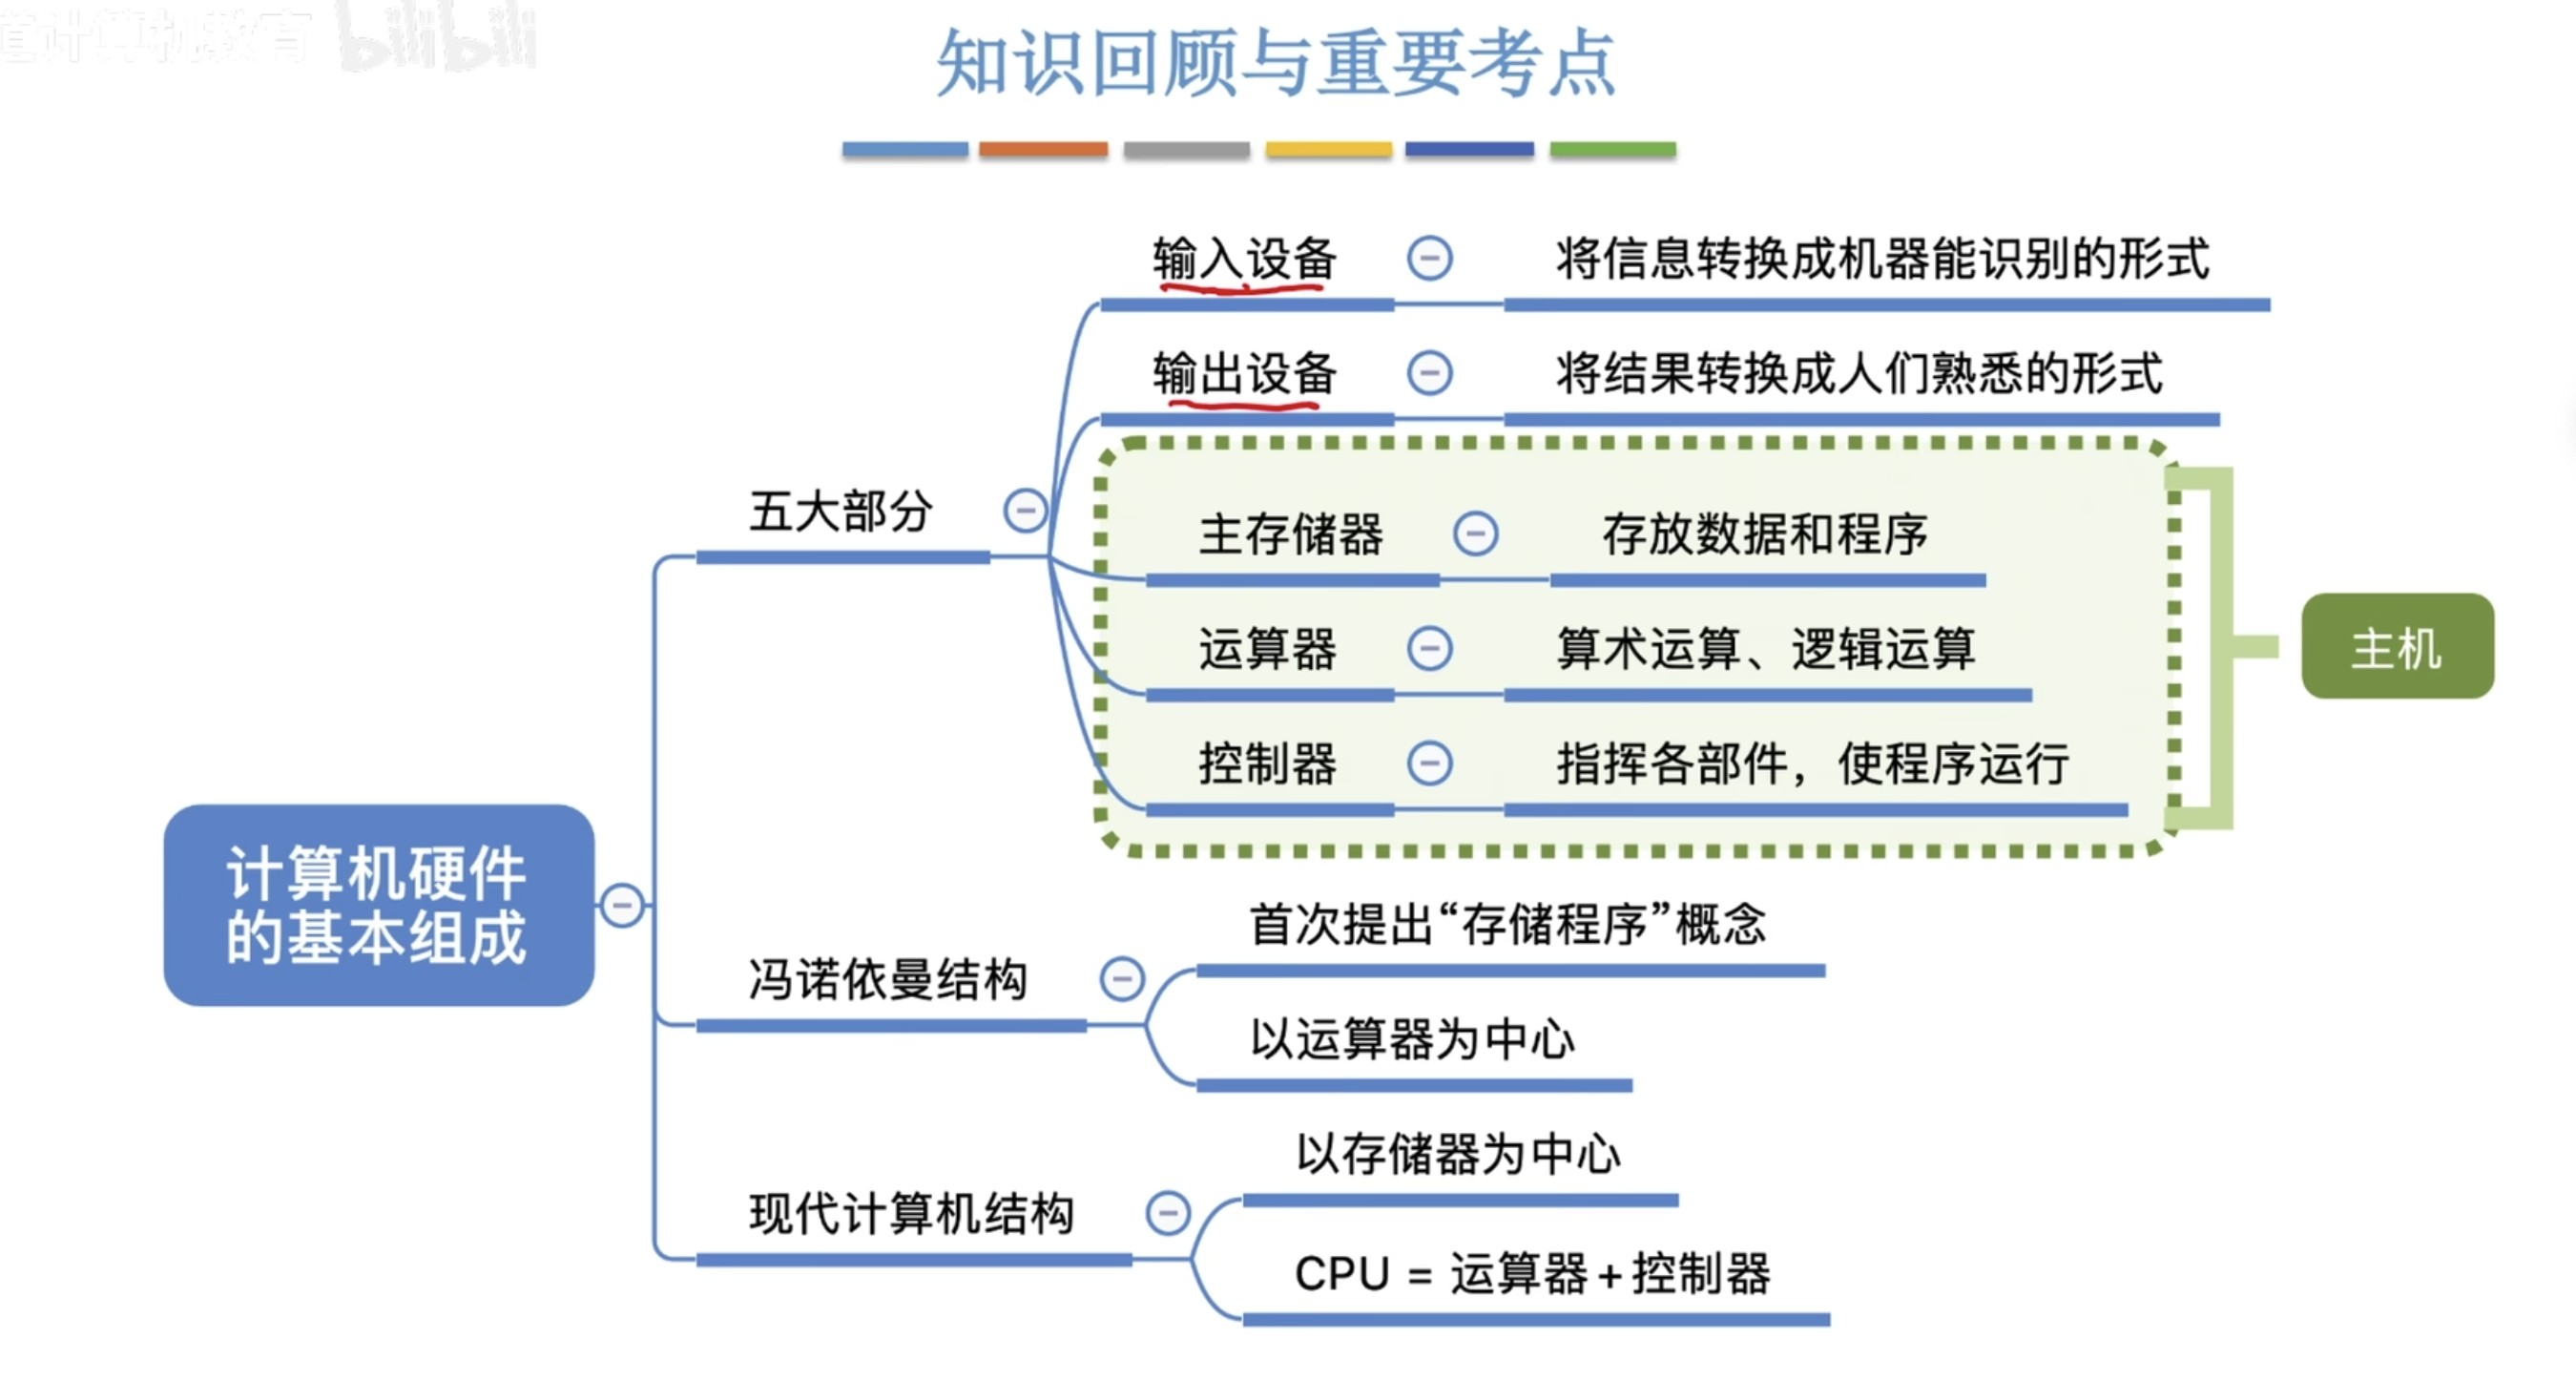 道计算机教育 bilibili
知识回顾与重要考点
输入设备 将信息转换成机器能识别的形式
输出设备 将结果转换成人们熟悉的形式
五大部分
主存储器 存放数据和程序
运算器 算术运算、逻辑运算
主机
控制器 指挥各部件，使程序运行
计算机硬件
的基本组成
首次提出“存储程序”概念
冯诺依曼结构
以运算器为中心
以存储器为中心
现代计算机结构
CPU = 运算器+控制器